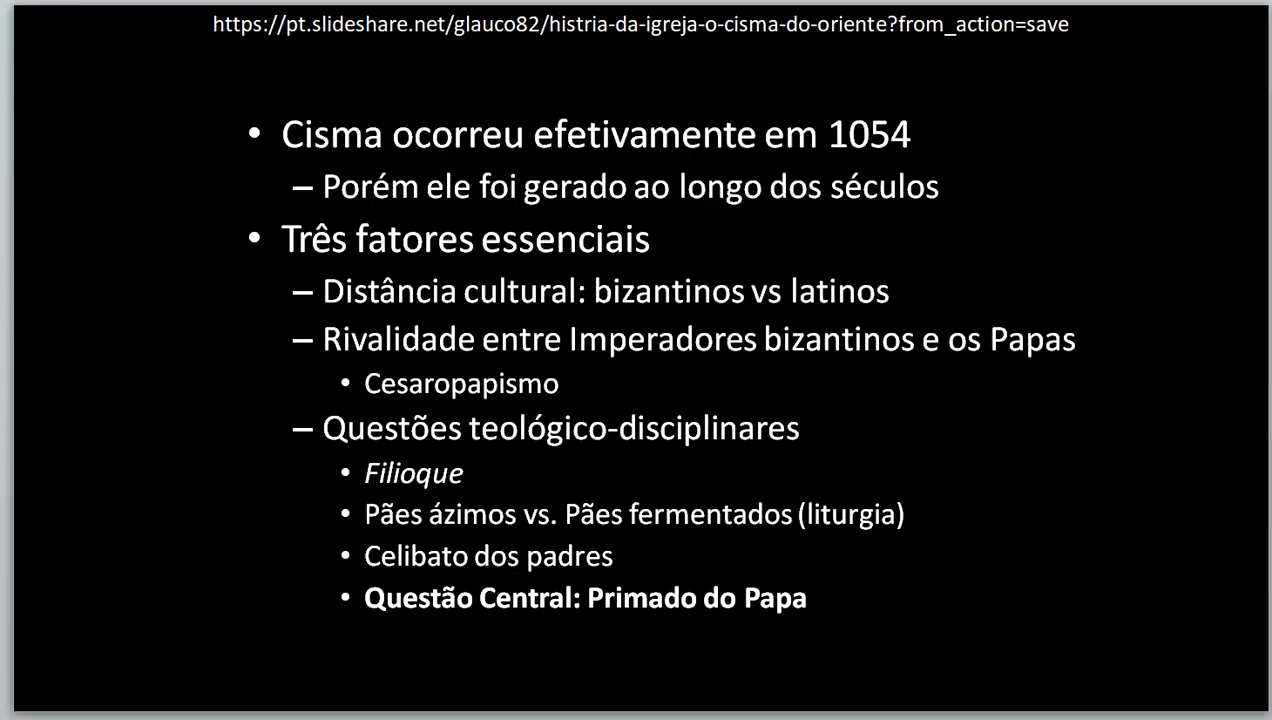 https://pt.slideshare.net/glauco82/histria-da-igreja-o-cisma-do-oriente?from_action=save
• Cisma ocorreu efetivamente em 1054
– Porém ele foi gerado ao longo dos séculos
• Três fatores essenciais
– Distância cultural: bizantinos vs latinos
– Rivalidade entre Imperadores bizantinos e os Papas
• Cesaropapismo
– Questões teológico-disciplinares
• Filioque
• Pães ázimos vs. Pães fermentados (liturgia)
• Celibato dos padres
• Questão Central: Primado do Papa